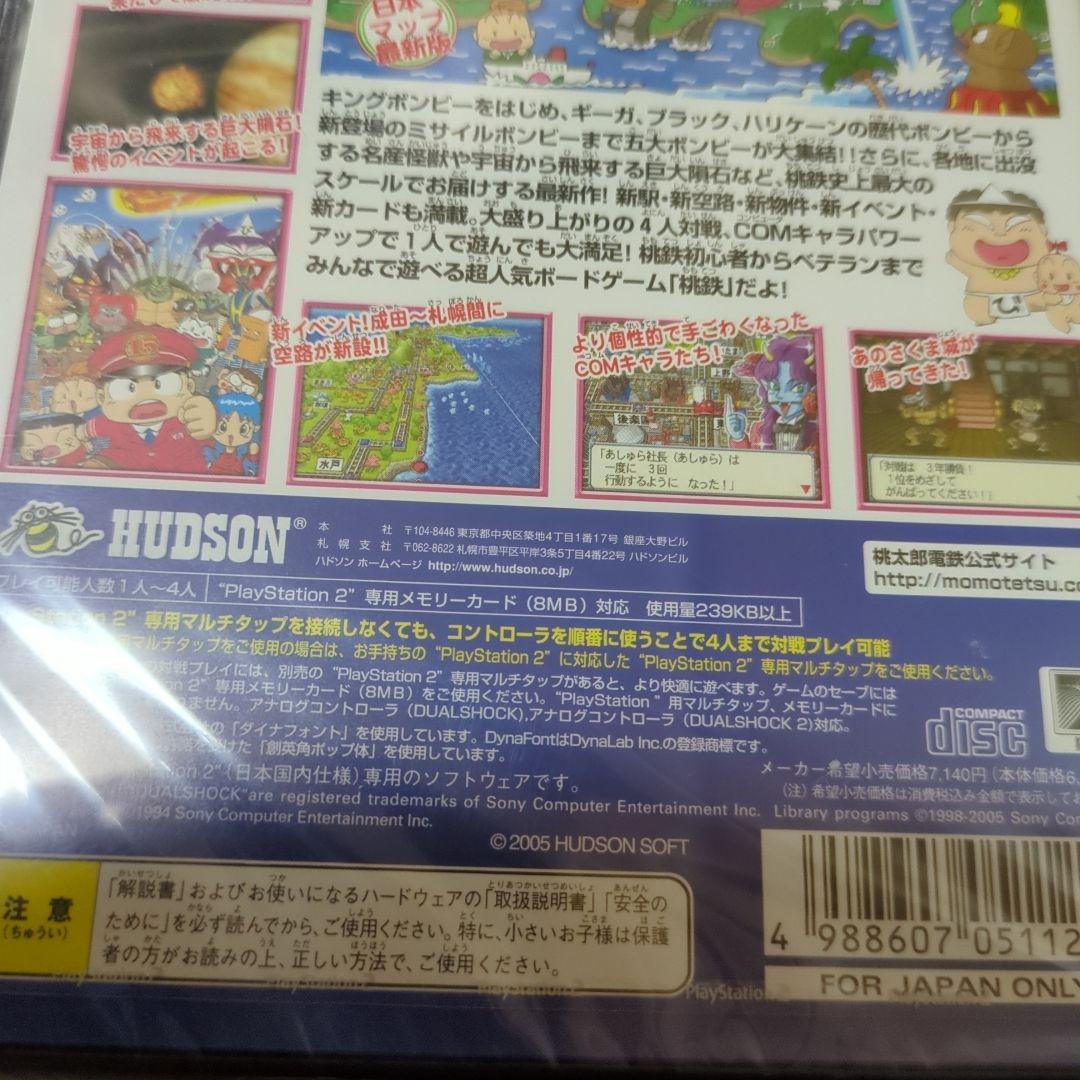 日本
マップ
最新版
宇宙から飛来する巨大隕石!
驚愕のイベントが起こる!
キングボンビーをはじめ、ギーガ、ブラック、ハリケーンの歴代ボンビーから
新登場のミサイルボンビーまで五大ボンビーが大集結!!さらに、各地に出没
する名産怪獣や宇宙から飛来する巨大隕石など、桃鉄史上最大の
スケールでお届けする最新作! 新駅・新空路・新物件・新イベント・
新カードも満載。大盛り上がりの4人対戦、COMキャラパワー
アップで1人で遊んでも大満足! 桃鉄初心者からベテランまで
みんなで遊べる超人気ボードゲーム「桃鉄」だよ!
新イベント!成田〜札幌間に
空路が新設!!
水戸
より個性的で手ごわくなった
COMキャラたち!
後楽園
「あしゅら社長(あしゅら)は
一度に 3回
行動するように なった!」
あのさくま城が
帰ってきた!
「対戦は 3年勝負!
1位をめざして
がんばってください!」
HUDSON®
本社 〒104-8446 東京都中央区築地4丁目1番17号 銀座大野ビル
札幌支社 〒062-8622 札幌市豊平区平岸3条5丁目4番22号 ハドソンビル
ハドソン ホームページ http://www.hudson.co.jp/
桃太郎電鉄公式サイト
http://momotetsu.co
プレイ可能人数1人〜4人
"PlayStation 2" 専用メモリーカード(8MB)対応 使用量239KB以上
2" 専用マルチタップを接続しなくても、コントローラを順番に使うことで4人まで対戦プレイ可能
マルチタップをご使用の場合は、お手持ちの "PlayStation 2" に対応した "PlayStation 2" 専用マルチタップをご使用ください。
の対戦プレイには、別売の "PlayStation 2" 専用マルチタップがあると、より快適に遊べます。ゲームのセーブには
2" 専用メモリーカード(8MB)をご使用ください。"PlayStation " 用マルチタップ、メモリーカードに
ません。アナログコントローラ(DUALSHOCK),アナログコントローラ(DUALSHOCK 2)対応。
の「ダイナフォント」を使用しています。DynaFontはDynaLab Inc.の登録商標です。
けた「創英角ポップ体」を使用しています。
2"(日本国内仕様)専用のソフトウェアです。
"DUALSHOCK"are registered trademarks of Sony Computer Entertainment Inc.
1994 Sony Computer Entertainment Inc.
COMPACT
disc
メーカー希望小売価格7,140円(本体価格6,
(注)希望小売価格は消費税込み金額で表示して
Library programs ©1998-2005 Sony
© 2005 HUDSON SOFT
注意
(ちゅうい)
「解説書」およびお使いになるハードウェアの「取扱説明書」「安全の
ために」を必ず読んでから、ご使用ください。特に、小さいお子様は保護
者の方がお読みの上、正しい方法で、ご使用ください。
4 988607 05112
FOR JAPAN ONLY
PlayStation